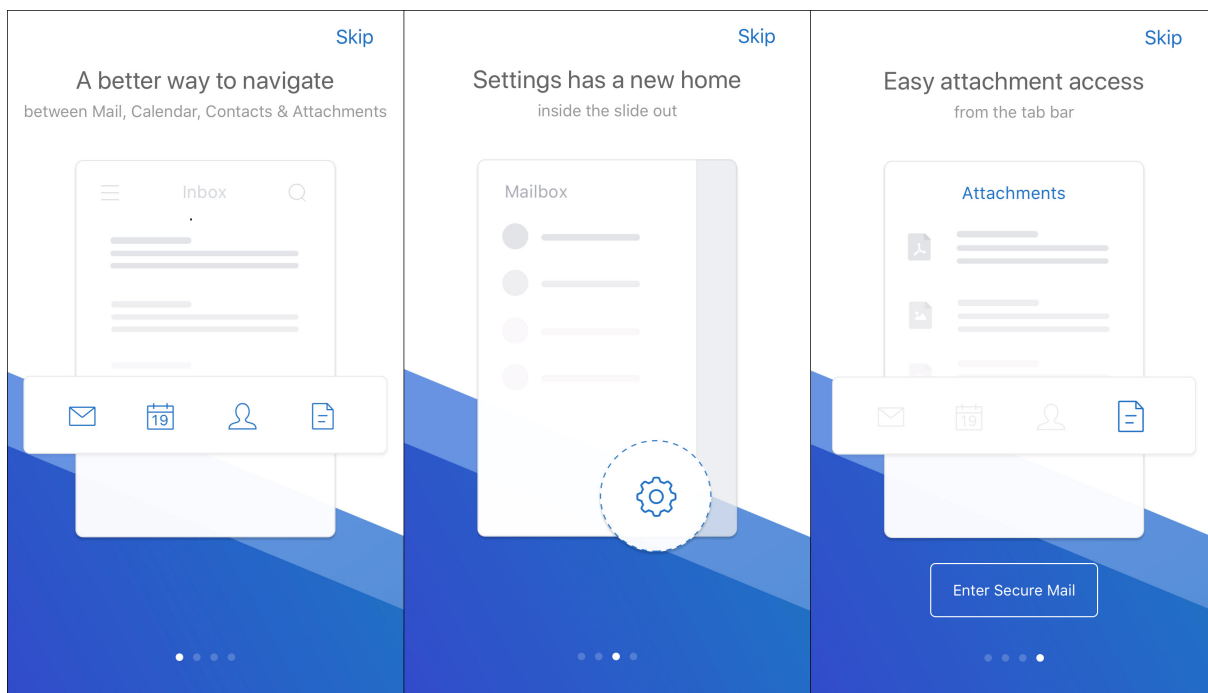 Skip
A better way to navigate
between Mail, Calendar, Contacts & Attachments
Inbox
19
Skip
Settings has a new home
inside the slide out
Mailbox
Skip
Easy attachment access
from the tab bar
Attachments
19
Enter Secure Mail